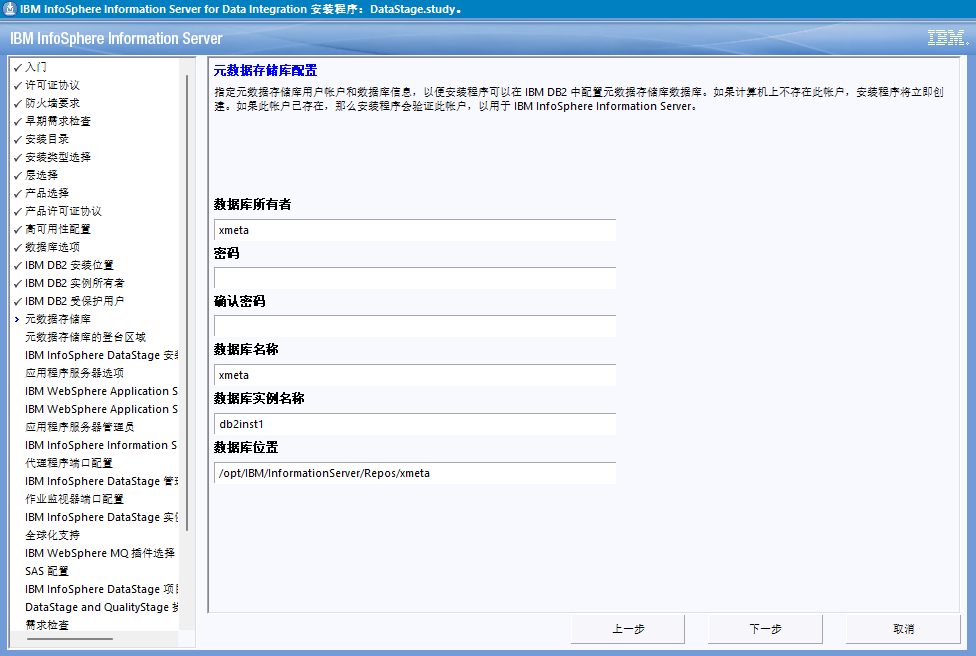 IBM InfoSphere Information Server for Data Integration 安装程序：DataStage.study。
IBM InfoSphere Information Server
IBM
入门
许可证协议
防火墙要求
早期需求检查
安装目录
安装类型选择
层选择
产品选择
产品许可证协议
高可用性配置
数据库选项
IBM DB2 安装位置
IBM DB2 实例所有者
IBM DB2 受保护用户
元数据存储库
元数据存储库的登台区域
IBM InfoSphere DataStage 安
应用程序服务器选项
IBM WebSphere Application S
IBM WebSphere Application S
应用程序服务器管理员
IBM InfoSphere Information S
代理程序端口配置
IBM InfoSphere DataStage 管
作业监视器端口配置
IBM InfoSphere DataStage 实
全球化支持
IBM WebSphere MQ 插件选择
SAS 配置
IBM InfoSphere DataStage 项
DataStage and QualityStage
需求检查
元数据存储库配置
指定元数据存储库用户帐户和数据库信息，以便安装程序可以在 IBM DB2 中配置元数据存储库数据库。如果计算机上不存在此帐户，安装程序将立即创
建。如果此帐户已存在，那么安装程序会验证此帐户，以用于 IBM InfoSphere Information Server。
数据库所有者
xmeta
密码
确认密码
数据库名称
xmeta
数据库实例名称
db2inst1
数据库位置
/opt/IBM/InformationServer/Repos/xmeta
上一步
下一步
取消